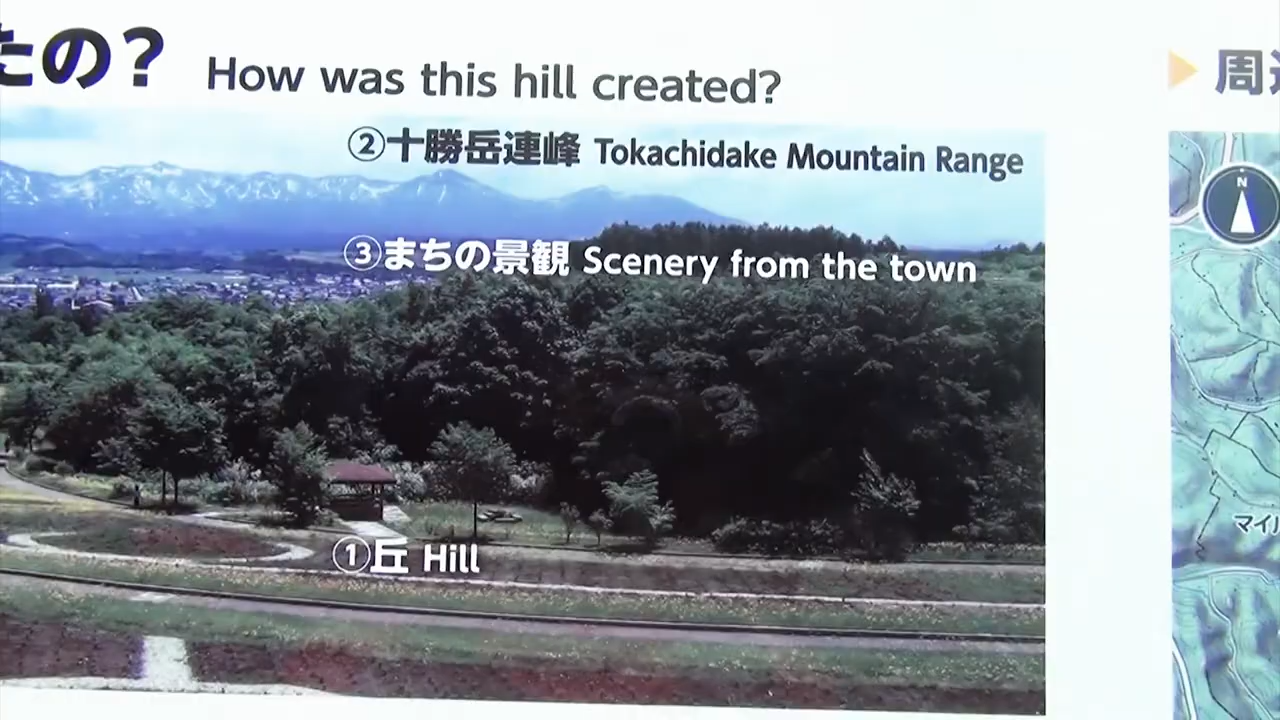 たの? How was this hill created?
②十勝岳連峰 Tokachidake Mountain Range
③まちの景観 Scenery from the town
①丘 Hill
周
N
マイ